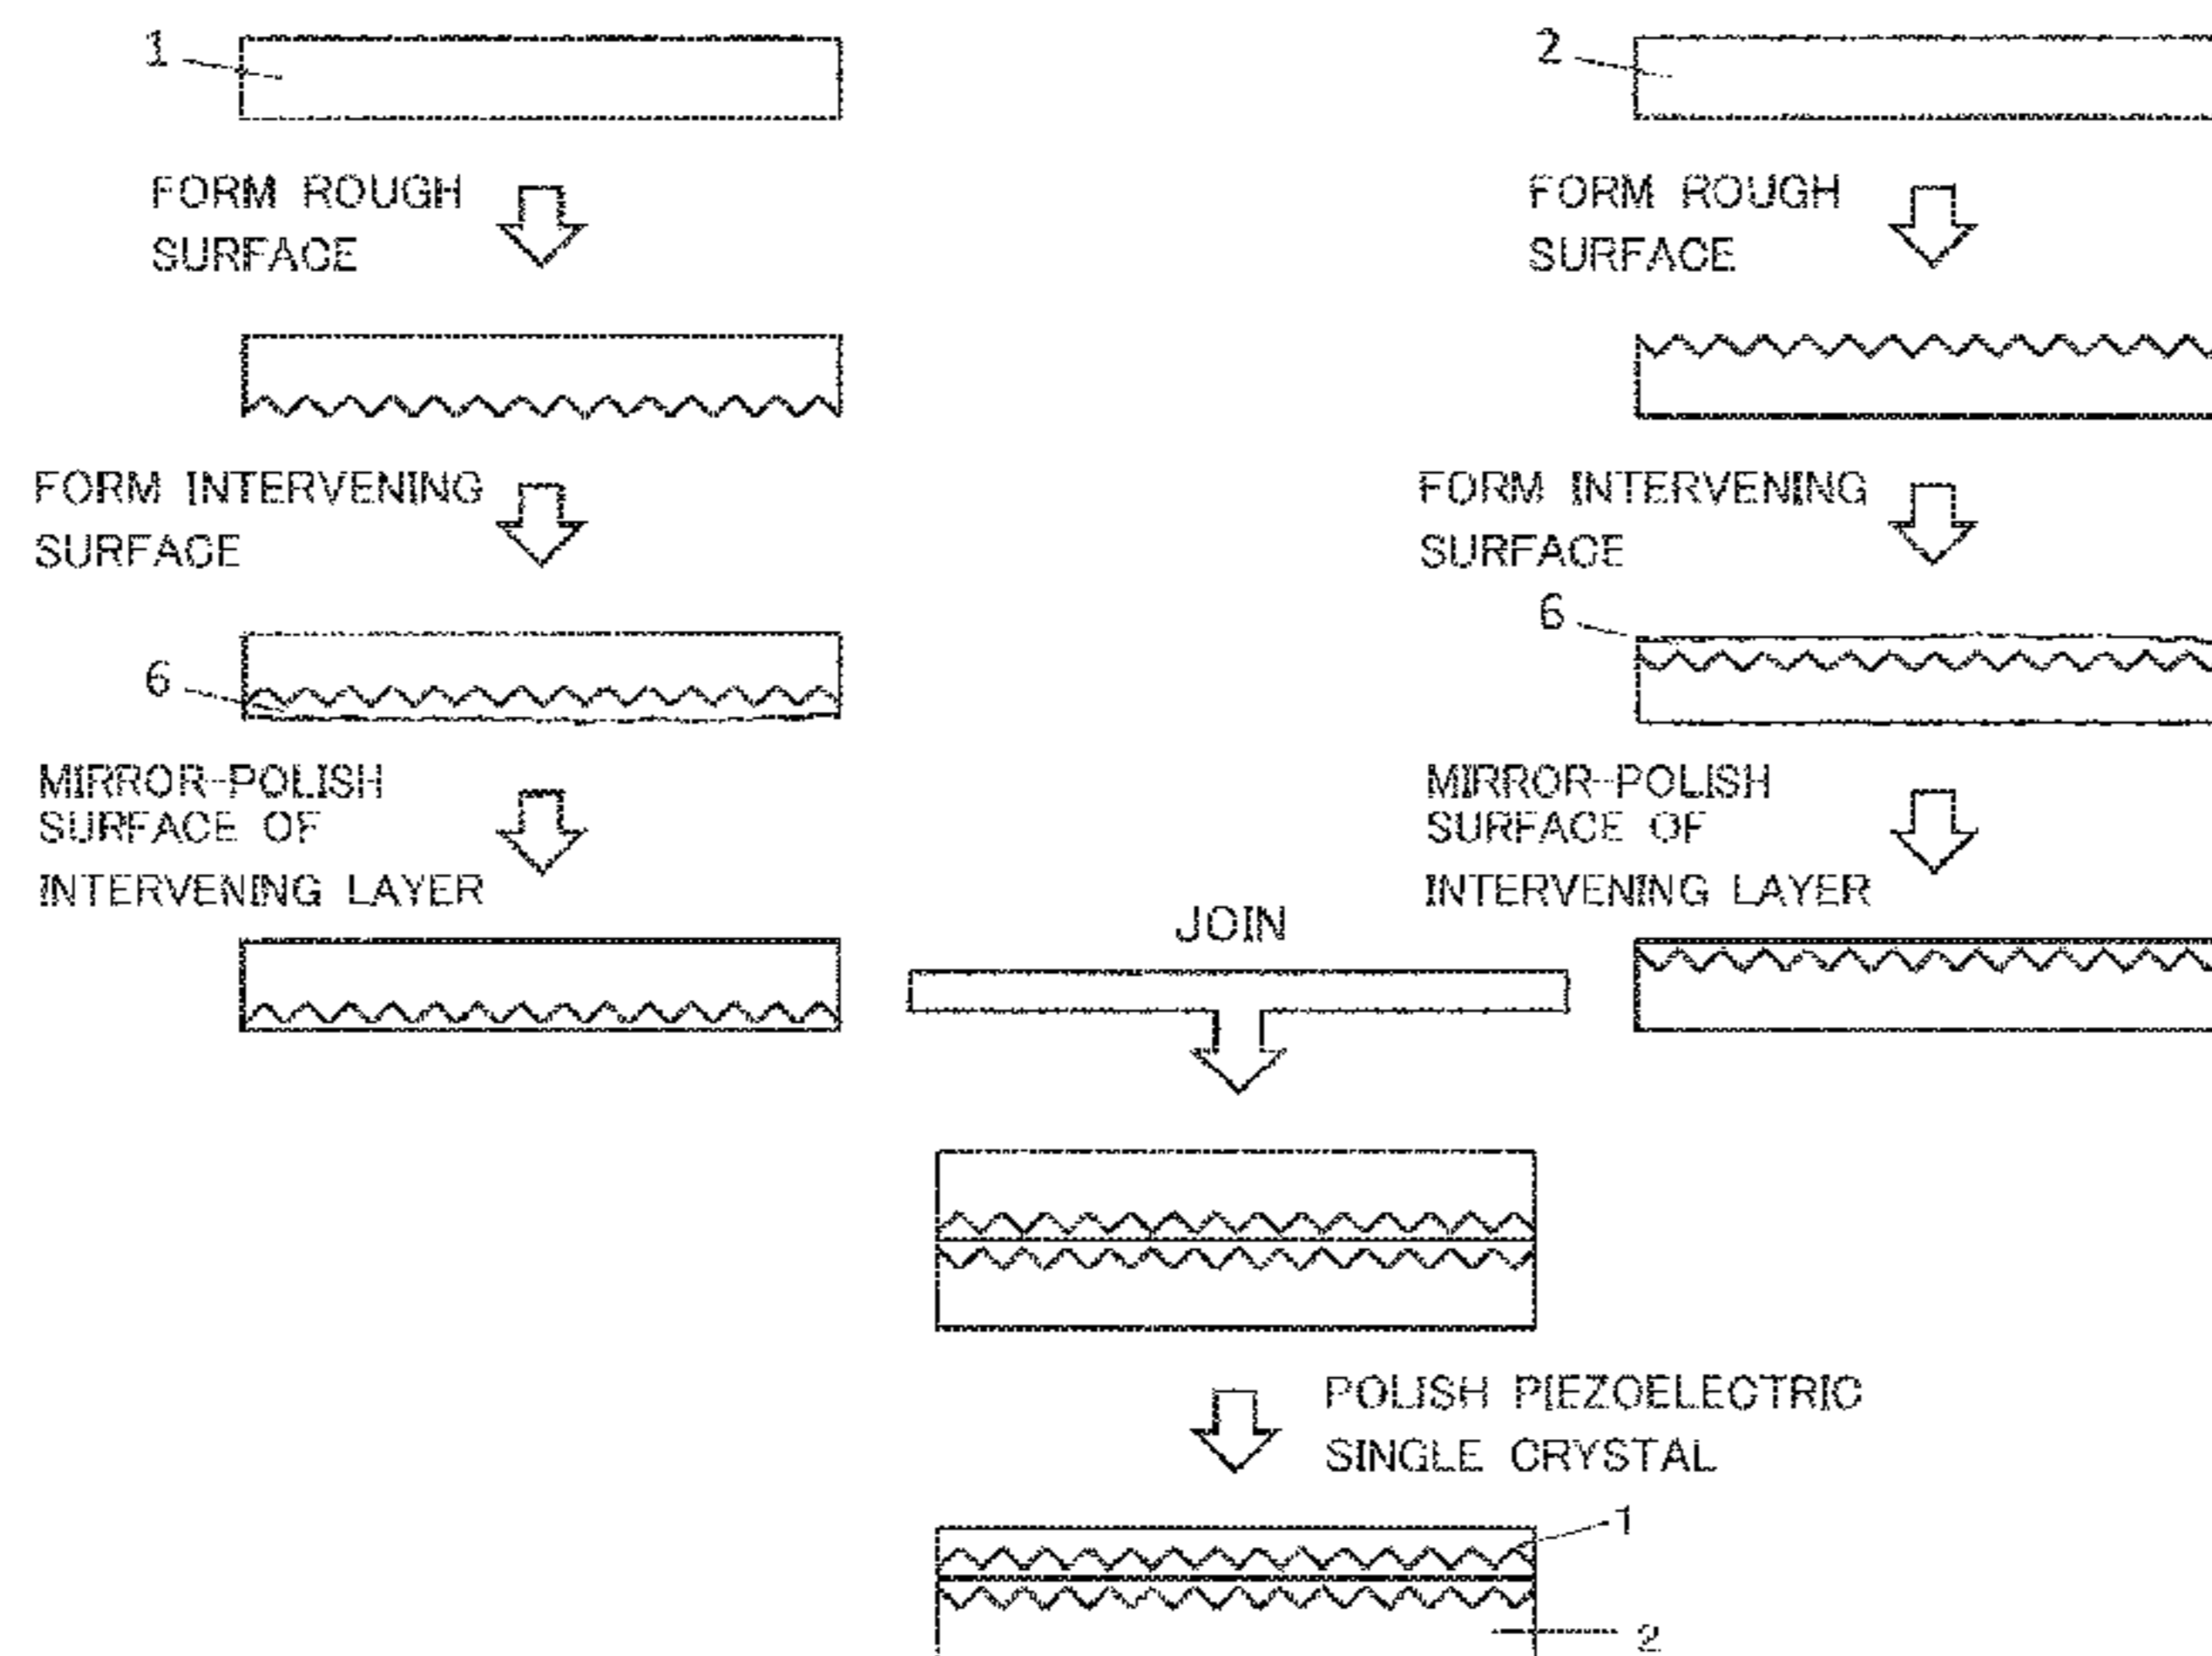 1
FORM ROUGH
SURFACE
FORM INTERVENING
SURFACE
6
MIRROR-POLISH
SURFACE OF
INTERVENING LAYER
2
FORM ROUGH
SURFACE
FORM INTERVENING
SURFACE
6
MIRROR-POLISH
SURFACE OF
INTERVENING LAYER
JOIN
POLISH PIEZOELECTRIC
SINGLE CRYSTAL
1
2